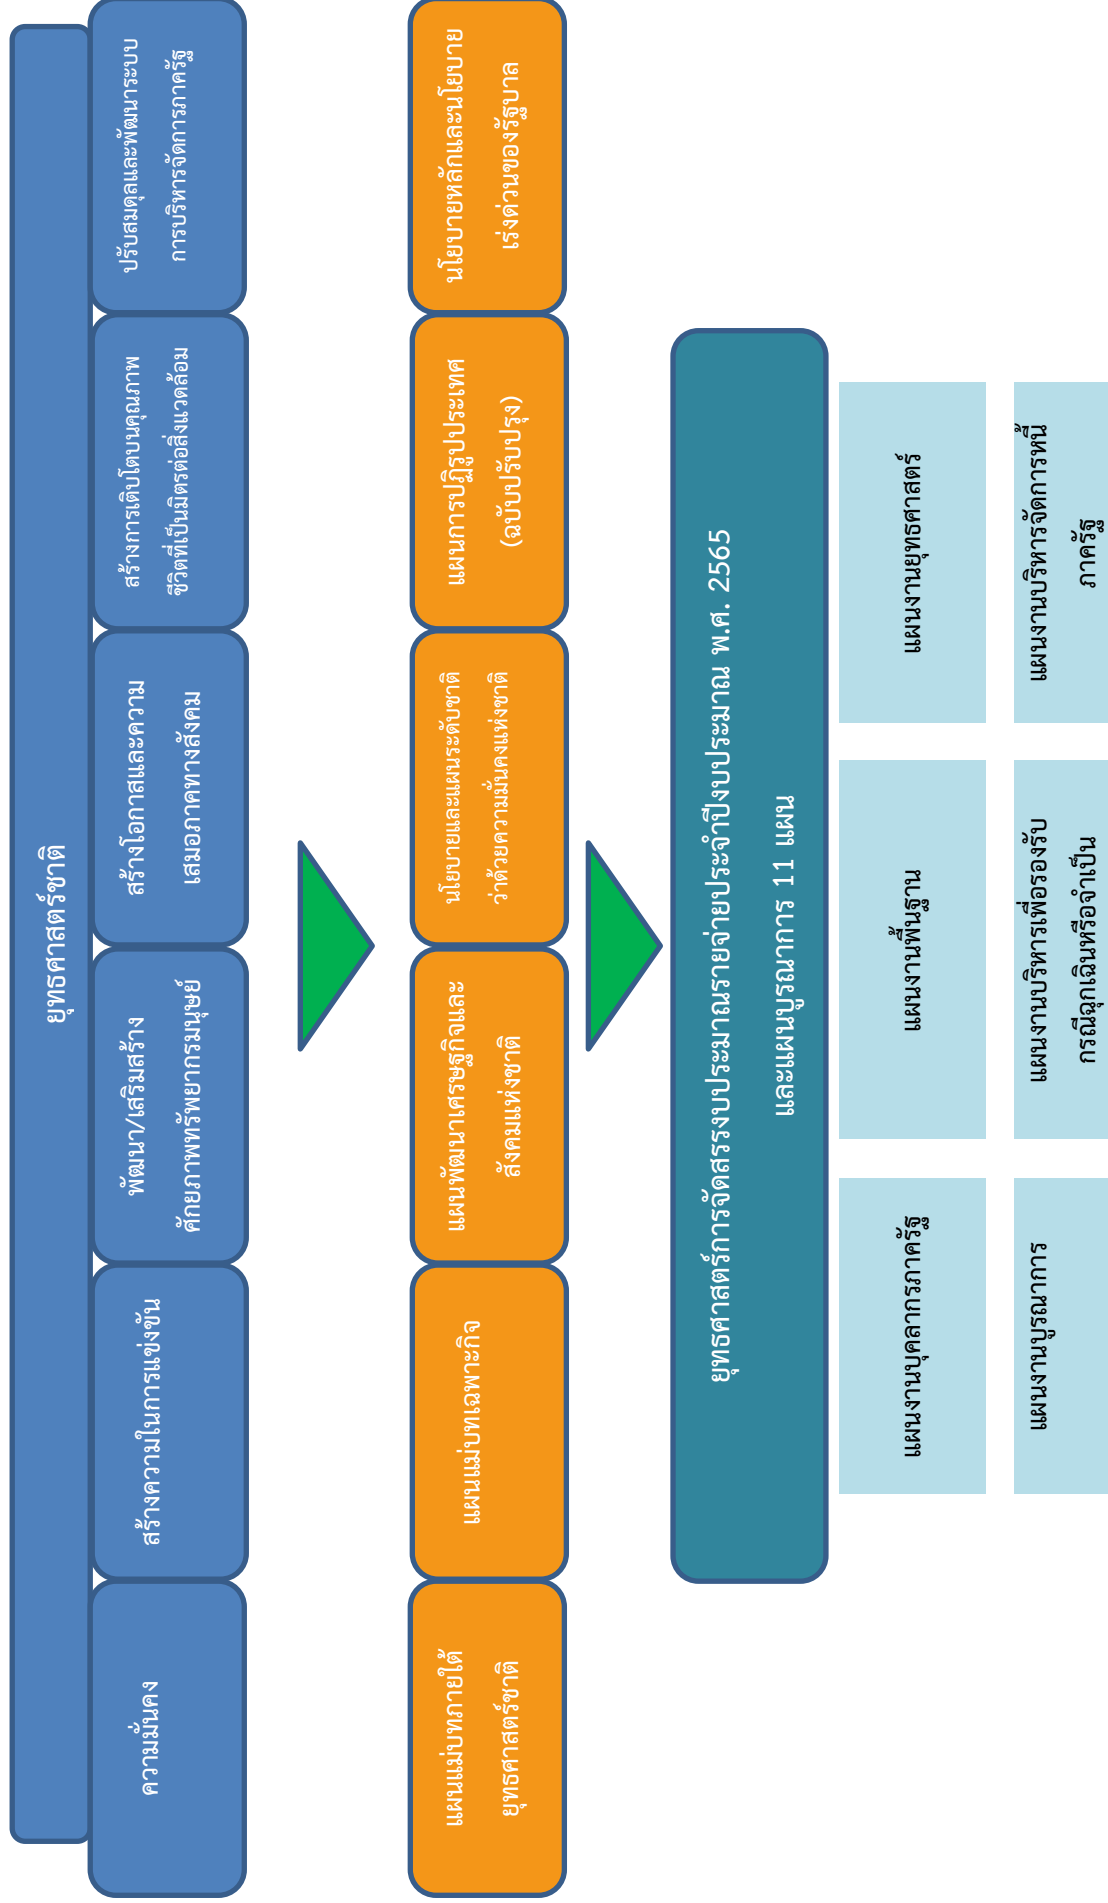 ยุทธศาสตร์ชาติ
ความมั่นคง
สร้างความในการแข่งขัน
พัฒนา/เสริมสร้าง
ศักยภาพทรัพยากรมนุษย์
สร้างโอกาสและความ
เสมอภาคทางสังคม
สร้างการเติบโตบนคุณภาพ
ชีวิตที่เป็นมิตรต่อสิ่งแวดล้อม
ปรับสมดุลและพัฒนาระบบ
การบริหารจัดการภาครัฐ
แผนแม่บทภายใต้
ยุทธศาสตร์ชาติ
แผนแม่บทเฉพาะกิจ
แผนพัฒนาเศรษฐกิจและ
สังคมแห่งชาติ
นโยบายและแผนระดับชาติ
ว่าด้วยความมั่นคงแห่งชาติ
แผนการปฏิรูปประเทศ
(ฉบับปรับปรุง)
นโยบายหลักและนโยบาย
เร่งด่วนของรัฐบาล
ยุทธศาสตร์การจัดสรรงบประมาณรายจ่ายประจำปีงบประมาณ พ.ศ. 2565
และแผนบูรณาการ 11 แผน
แผนงานบุคลากรภาครัฐ
แผนงานพื้นฐาน
แผนงานยุทธศาสตร์
แผนงานบูรณาการ
แผนงานบริหารเพื่อรองรับ
กรณีฉุกเฉินหรือจำเป็น
แผนงานบริหารจัดการหนี้
ภาครัฐ